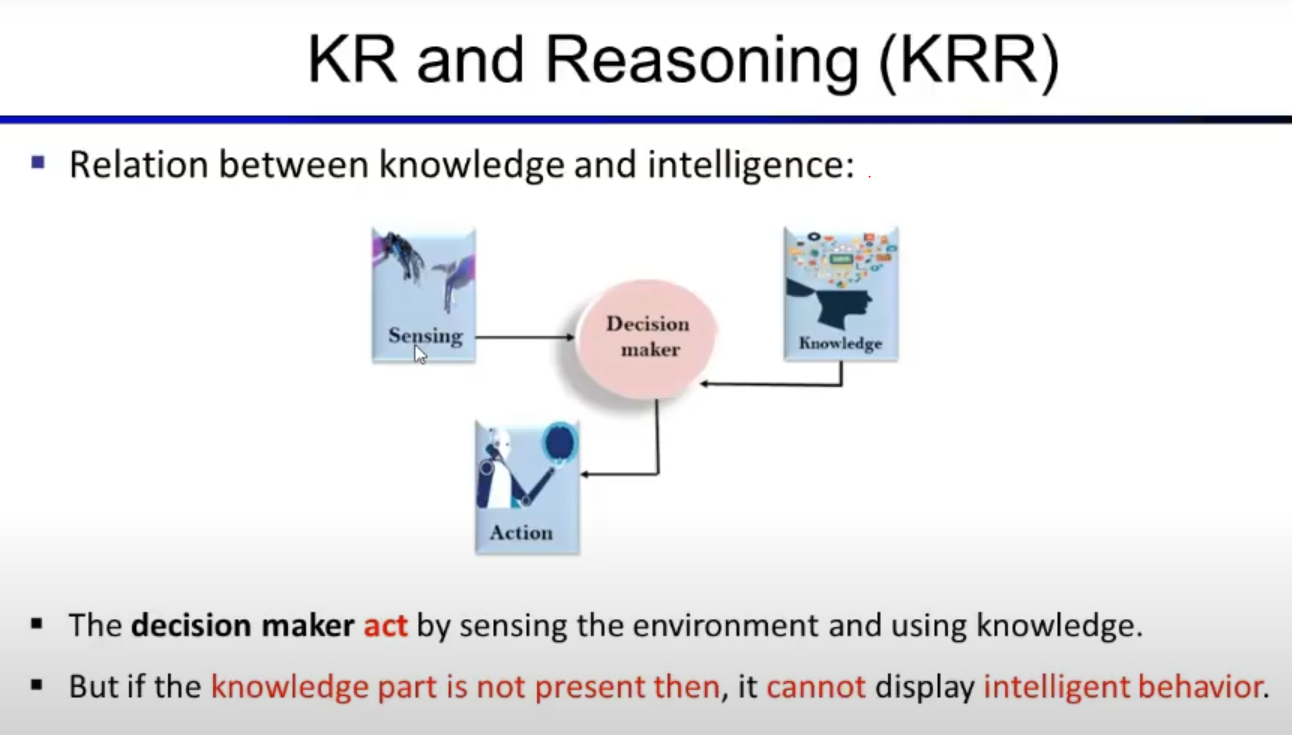 KR and Reasoning (KRR)
Relation between knowledge and intelligence:
Sensing
Decision
maker
Knowledge
Action
The decision maker act by sensing the environment and using knowledge.
But if the knowledge part is not present then, it cannot display intelligent behavior.